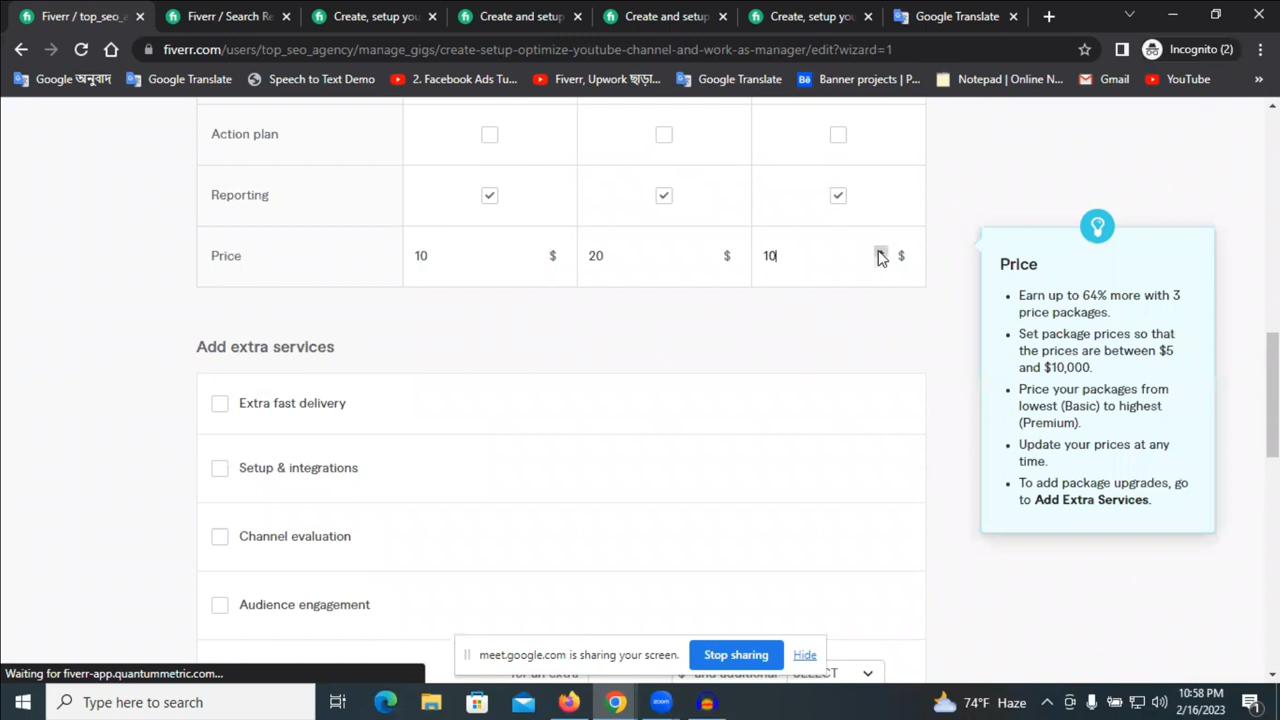 Fiverr / top_seo_a
Fiverr / Search Re
Create, setup you
Create and setup
Create and setup
Create, setup you
Google Translate
fiverr.com/users/top_seo_agency/manage_gigs/create-setup-optimize-youtube-channel-and-work-as-manager/edit?wizard=1
Incognito (2)
Google অনুবাদ
Google Translate
Speech to Text Demo
2. Facebook Ads Tu...
Fiverr, Upwork ছাড়া...
Google Translate
Banner projects | P...
Notepad | Online N...
Gmail
YouTube
Action plan
Reporting
Price
10 $
20 $
10 $
Price
Earn up to 64% more with 3
price packages.
Set package prices so that
the prices are between $5
and $10,000.
Price your packages from
lowest (Basic) to highest
(Premium).
Update your prices at any
time.
To add package upgrades, go
to Add Extra Services.
Add extra services
Extra fast delivery
Setup & integrations
Channel evaluation
Audience engagement
for an extra
$ and additional
SELECT
meet.google.com is sharing your screen.
Stop sharing
Hide
Waiting for fiverr-app.quantummetric.com...
Type here to search
74°F Haze
10:58 PM
2/16/2023